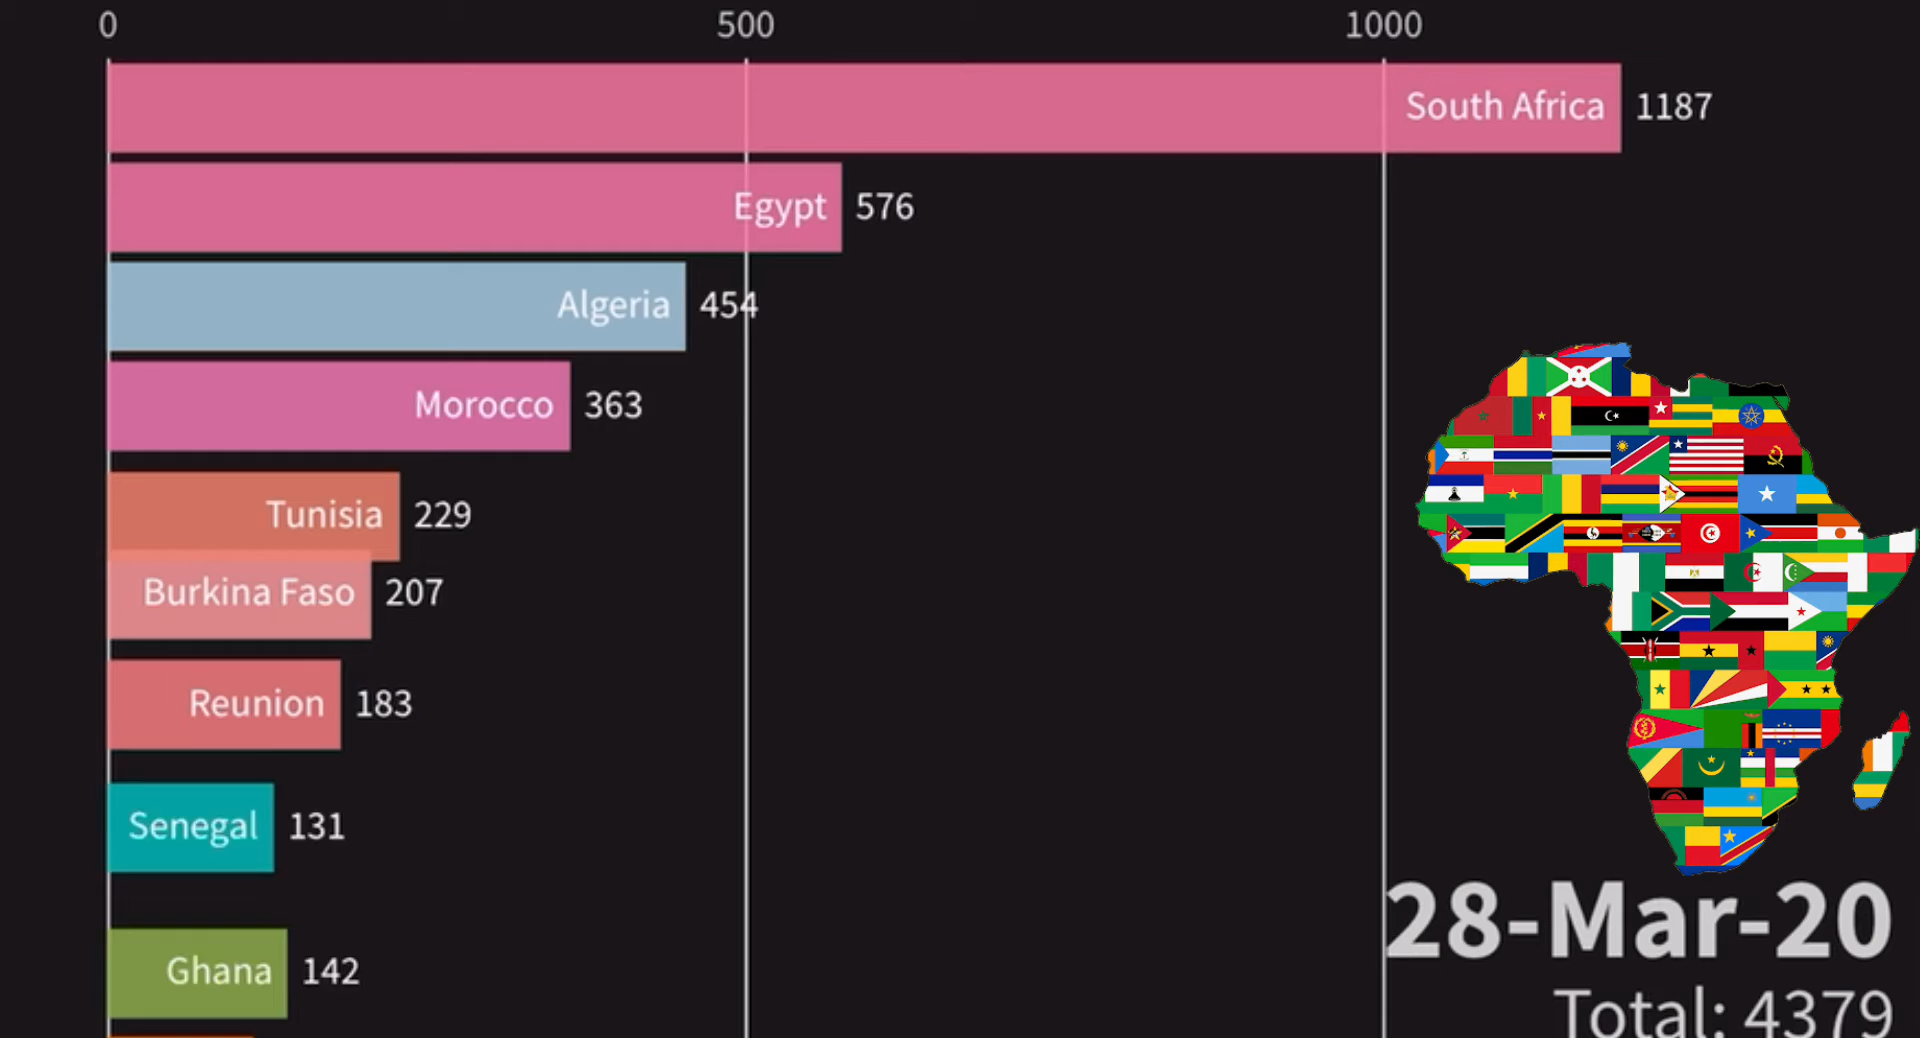 0 500 1000
South Africa 1187
Egypt 576
Algeria 454
Morocco 363
Tunisia 229
Burkina Faso 207
Reunion 183
Senegal 131
28-Mar-20
Ghana 142
Total: 4379